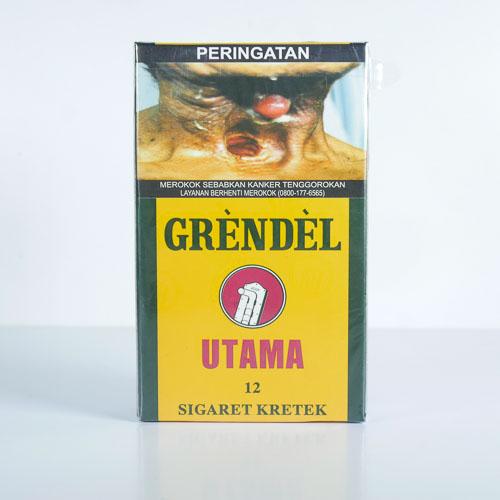 PERINGATAN
MEROKOK SEBABKAN KANKER TENGGOROKAN
LAYANAN BERHENTI MEROKOK (0800-177-6565)
GRÈNDÈL
UTAMA
12
SIGARET KRETEK